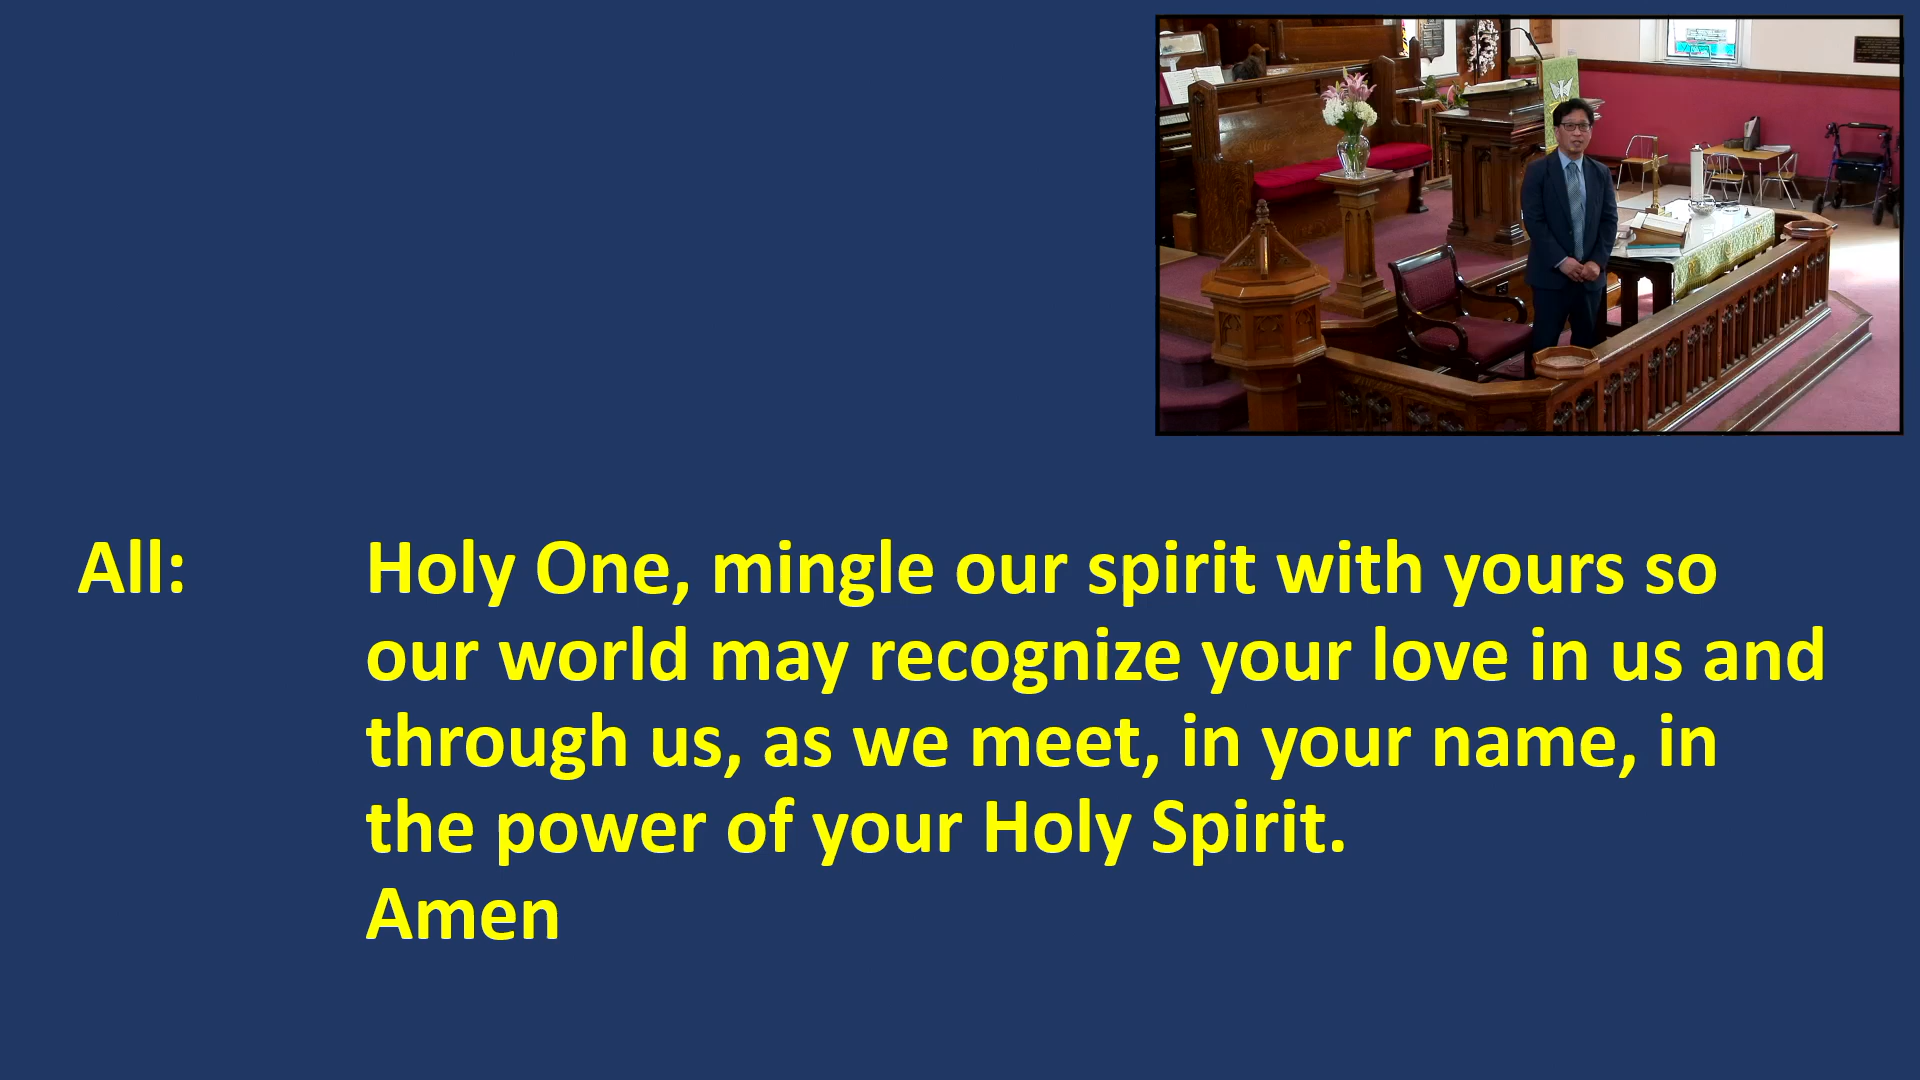 All: Holy One, mingle our spirit with yours so
our world may recognize your love in us and
through us, as we meet, in your name, in
the power of your Holy Spirit.
Amen